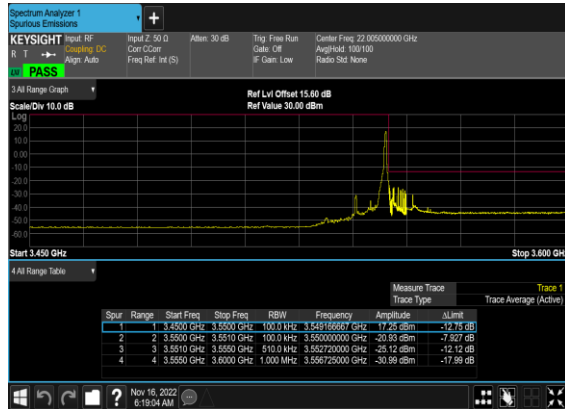 Spectrum Analyzer 1
Spurious Emissions
+
KEYSIGHT Input: RF Input Z: 50 Ω Atten: 30 dB Trig: Free Run Center Freq: 22.005000000 GHz
R T Coupling: DC Corr CCorr Gate: Off Avg|Hold: 100/100
Align: Auto Freq Ref: Int (S) IF Gain: Low Radio Std: None
PASS
3 All Range Graph
Ref Lvl Offset 15.60 dB
Scale/Div 10.0 dB Ref Value 30.00 dBm
Log
20.0
10.0
0.00
-10.0
-20.0
-30.0
-40.0
-50.0
-60.0
Start 3.450 GHz Stop 3.600 GH
4 All Range Table
Measure Trace Trace 1
Trace Type Trace Average (Active)
Spur Range Start Freq Stop Freq RBW Frequency Amplitude ΔLimit
1 1 3.4500 GHz 3.5500 GHz 100.0 kHz 3.549166667 GHz 17.25 dBm -12.75 dB
2 2 3.5500 GHz 3.5510 GHz 100.0 kHz 3.550000000 GHz -20.93 dBm -7.927 dB
3 3 3.5510 GHz 3.5550 GHz 510.0 kHz 3.552720000 GHz -25.12 dBm -12.12 dB
4 4 3.5550 GHz 3.6000 GHz 1.000 MHz 3.556725000 GHz -30.99 dBm -17.99 dB
?
Nov 16, 2022
6:19:04 AM